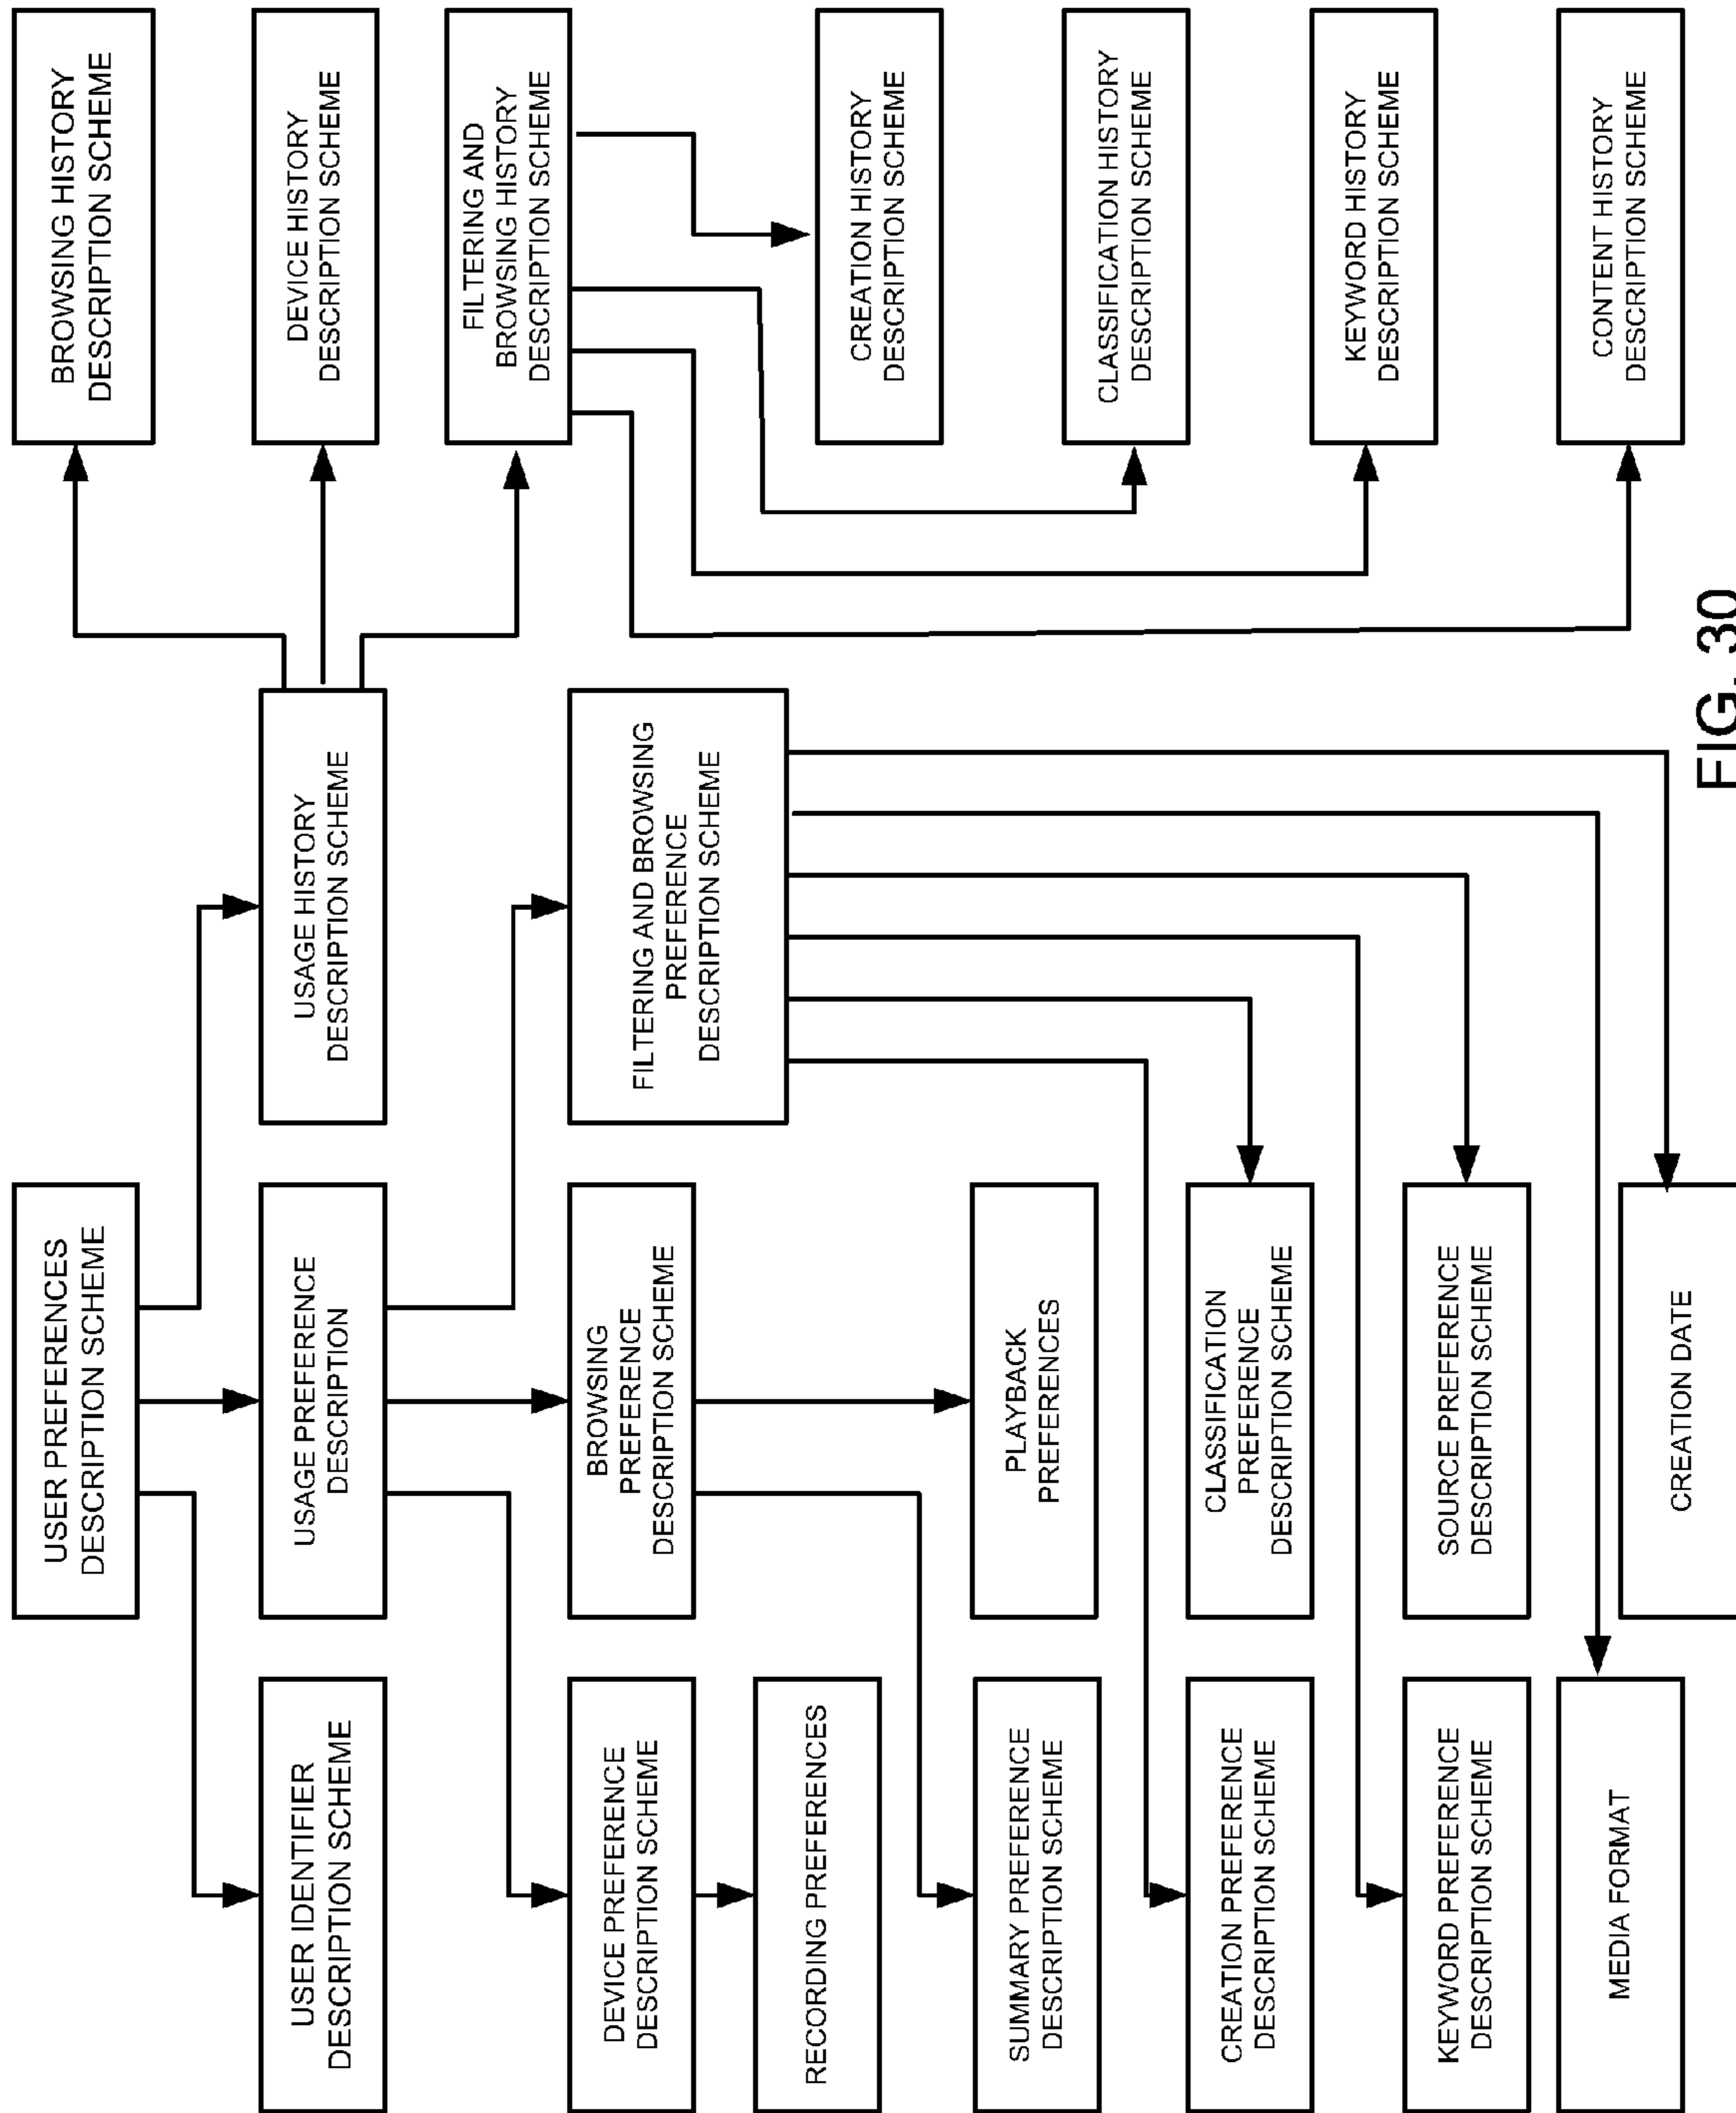 USER PREFERENCES
DESCRIPTION SCHEME
BROWSING HISTORY
DESCRIPTION SCHEME
USER IDENTIFIER
DESCRIPTION SCHEME
USAGE PREFERENCE
DESCRIPTION
USAGE HISTORY
DESCRIPTION SCHEME
DEVICE HISTORY
DESCRIPTION SCHEME
FILTERING AND
BROWSING HISTORY
DESCRIPTION SCHEME
DEVICE PREFERENCE
DESCRIPTION SCHEME
BROWSING
PREFERENCE
DESCRIPTION SCHEME
FILTERING AND BROWSING
PREFERENCE
DESCRIPTION SCHEME
RECORDING PREFERENCES
CREATION HISTORY
DESCRIPTION SCHEME
SUMMARY PREFERENCE
DESCRIPTION SCHEME
PLAYBACK
PREFERENCES
CLASSIFICATION HISTORY
DESCRIPTION SCHEME
CREATION PREFERENCE
DESCRIPTION SCHEME
CLASSIFICATION
PREFERENCE
DESCRIPTION SCHEME
KEYWORD HISTORY
DESCRIPTION SCHEME
KEYWORD PREFERENCE
DESCRIPTION SCHEME
SOURCE PREFERENCE
DESCRIPTION SCHEME
CONTENT HISTORY
DESCRIPTION SCHEME
MEDIA FORMAT
CREATION DATE
FIG. 30